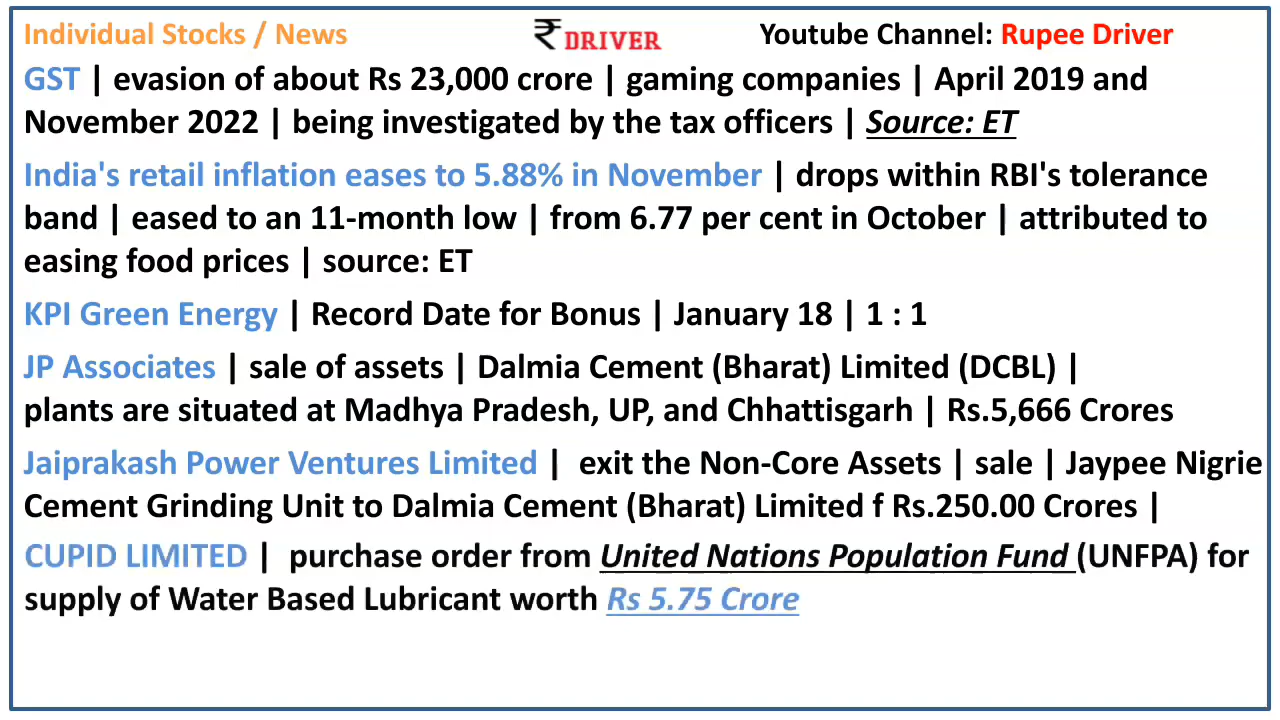 Individual Stocks / News ₹ DRIVER Youtube Channel: Rupee Driver
GST | evasion of about Rs 23,000 crore | gaming companies | April 2019 and
November 2022 | being investigated by the tax officers | Source: ET
India's retail inflation eases to 5.88% in November | drops within RBI's tolerance
band | eased to an 11-month low | from 6.77 per cent in October | attributed to
easing food prices | source: ET
KPI Green Energy | Record Date for Bonus | January 18 | 1 : 1
JP Associates | sale of assets | Dalmia Cement (Bharat) Limited (DCBL) |
plants are situated at Madhya Pradesh, UP, and Chhattisgarh | Rs.5,666 Crores
Jaiprakash Power Ventures Limited | exit the Non-Core Assets | sale | Jaypee Nigrie
Cement Grinding Unit to Dalmia Cement (Bharat) Limited f Rs.250.00 Crores |
CUPID LIMITED | purchase order from United Nations Population Fund (UNFPA) for
supply of Water Based Lubricant worth Rs 5.75 Crore